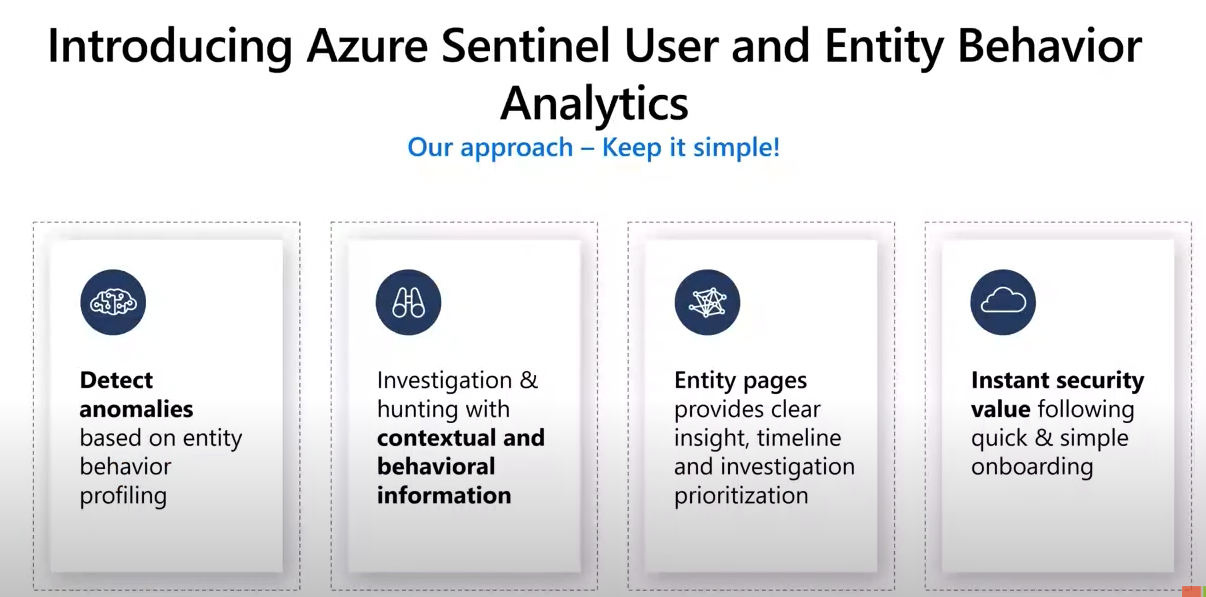 Introducing Azure Sentinel User and Entity Behavior
Analytics
Our approach – Keep it simple!
Detect
anomalies
based on entity
behavior
profiling
Investigation &
hunting with
contextual and
behavioral
information
Entity pages
provides clear
insight, timeline
and investigation
prioritization
Instant security
value following
quick & simple
onboarding